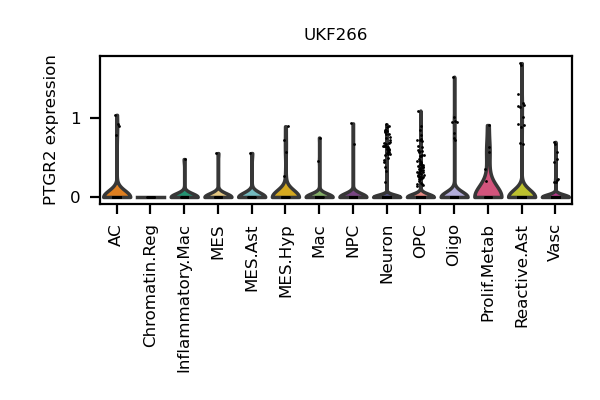 UKF266
PTGR2 expression
1
0
AC
Chromatin.Reg
Inflammatory.Mac
MES
MES.Ast
MES.Hyp
Mac
NPC
Neuron
OPC
Oligo
Prolif.Metab
Reactive.Ast
Vasc